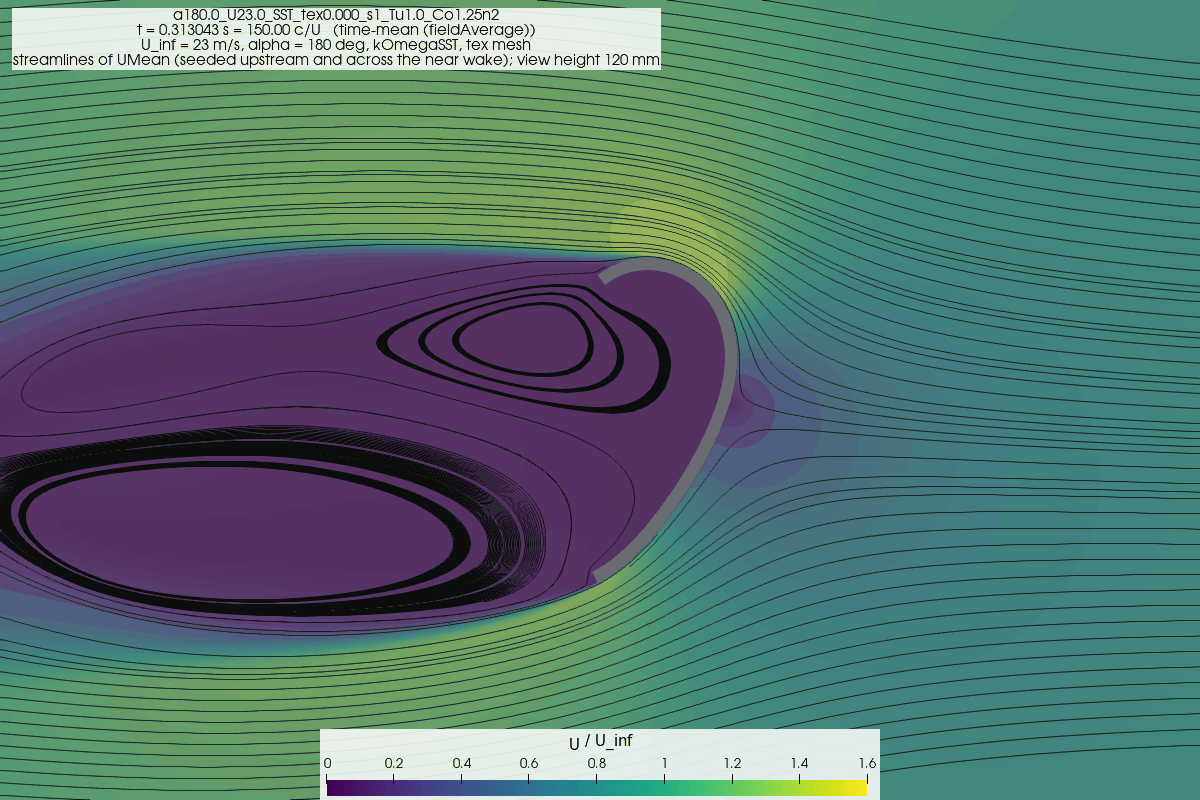 a180.0_U23.0_SST_tex0.000_s1_Tu1.0_Co1.25n2
t = 0.313043 s = 150.00 c/U (time-mean (fieldAverage))
U_inf = 23 m/s, alpha = 180 deg, kOmegaSST, tex mesh
streamlines of UMean (seeded upstream and across the near wake); view height 120 mm
U / U_inf
0 0.2 0.4 0.6 0.8 1 1.2 1.4 1.6